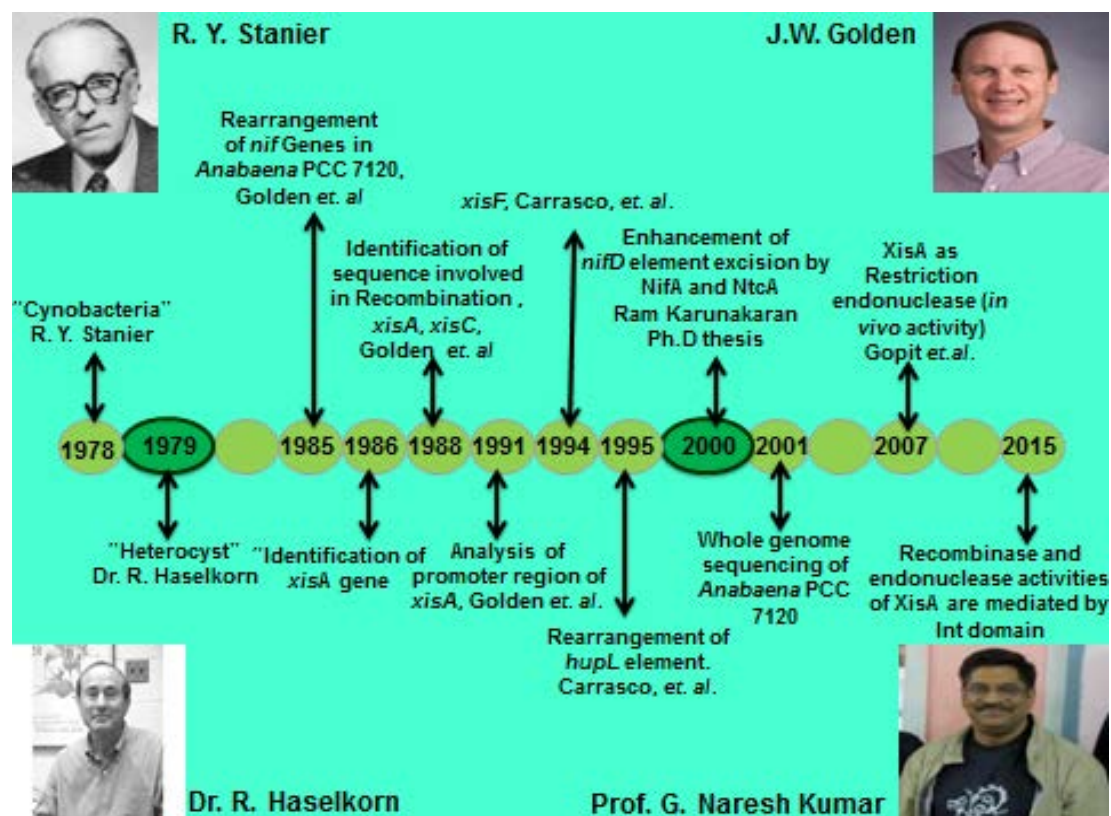 R. Y. Stanier
J.W. Golden
Rearrangement
of nif Genes in
Anabaena PCC 7120,
Golden et. al
xisF, Carrasco, et. al.
Identification of
sequence involved
in Recombination ,
xisA, xisC,
Golden et. al
Enhancement of
nifD element excision by
NifA and NtcA
Ram Karunakaran
Ph.D thesis
XisA as
Restriction
endonuclease (in
vivo activity)
Gopit et.al.
"Cynobacteria"
R. Y. Stanier
1978 1979 1985 1986 1988 1991 1994 1995 2000 2001 2007 2015
"Heterocyst"
Dr. R. Haselkorn
"Identification of
xisA gene
Analysis of
promoter region of
xisA, Golden et. al.
Rearrangement of
hupL element.
Carrasco, et. al.
Whole genome
sequencing of
Anabaena PCC
7120
Recombinase and
endonuclease activities
of XisA are mediated by
Int domain
Dr. R. Haselkorn
Prof. G. Naresh Kumar